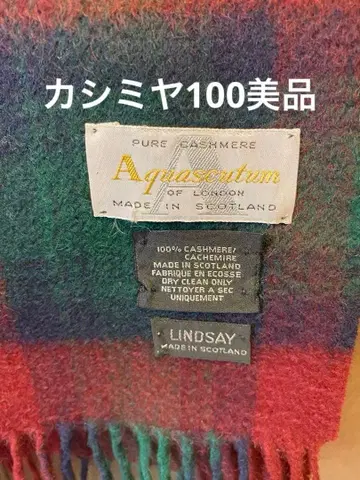 カシミヤ100美品
PURE CASHMERE
Aquascutum
OF LONDON
MADE IN SCOTLAND
100% CASHMERE/
CACHEMIRE
MADE IN SCOTLAND
FABRIQUE EN ECOSSE
DRY CLEAN ONLY
NETTOYER A SEC
UNIQUEMENT
LINDSAY
MADE IN SCOTLAND